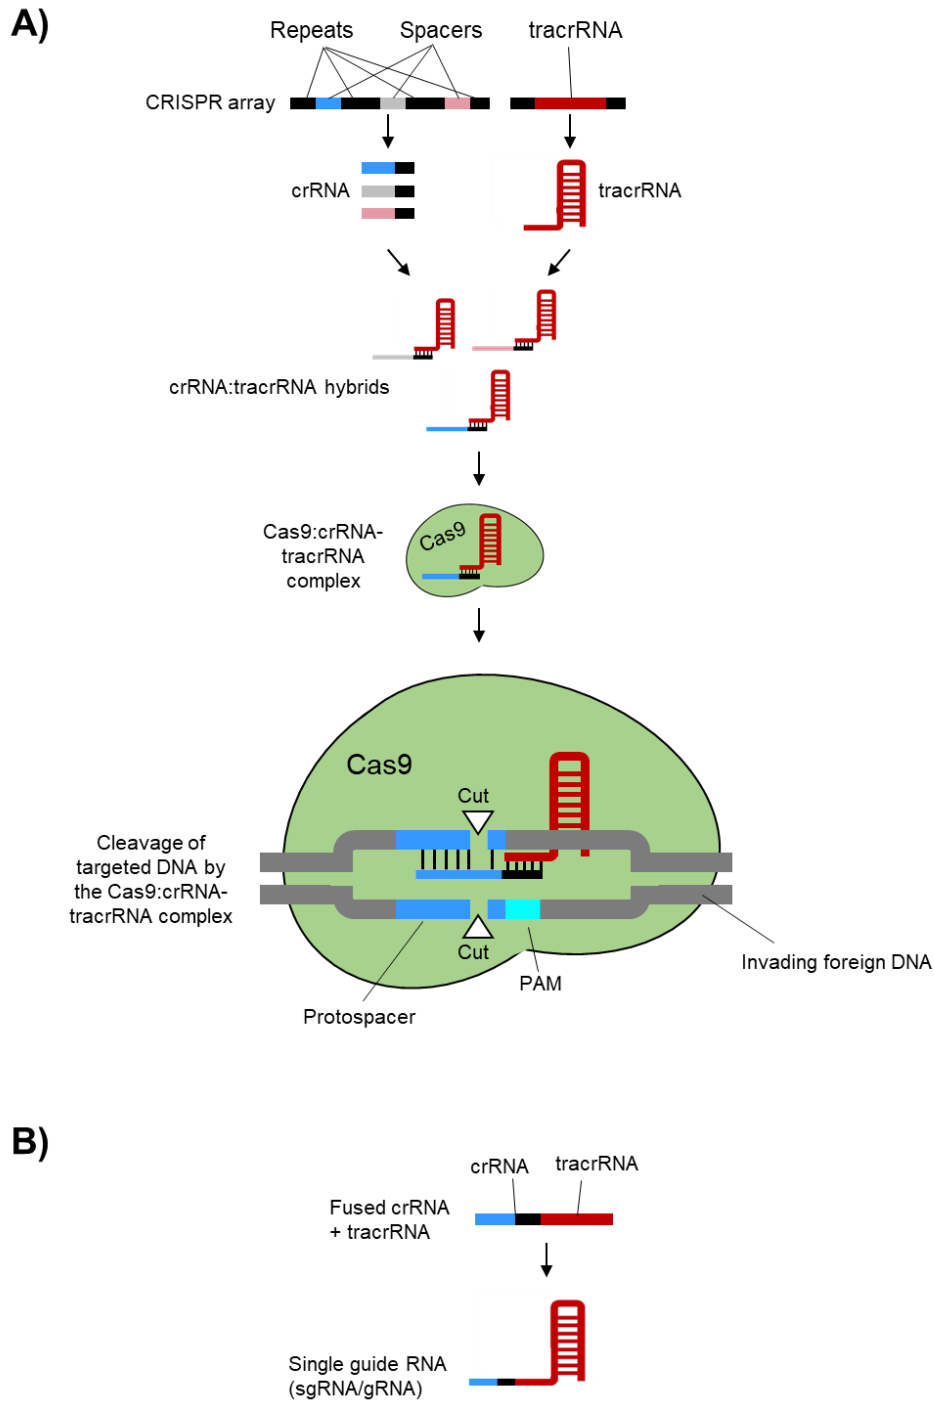 A)
Repeats
Spacers
tracrRNA
CRISPR array
crRNA
tracrRNA
crRNA:tracrRNA hybrids
Cas9:crRNA-
tracrRNA
complex
Cas9
Cas9
Cut
Cleavage of
targeted DNA by
the Cas9:crRNA-
tracrRNA complex
Cut
PAM
Invading foreign DNA
Protospacer
B)
crRNA
tracrRNA
Fused crRNA
+ tracrRNA
Single guide RNA
(sgRNA/gRNA)